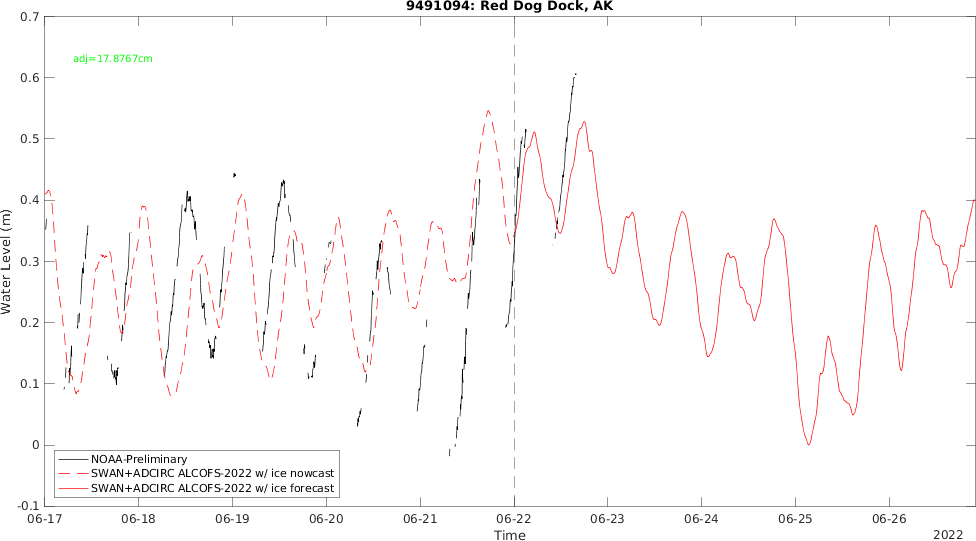 9491094: Red Dog Dock, AK
adj=17.8767cm
Water Level (m)
0.7
0.6
0.5
0.4
0.3
0.2
0.1
0
-0.1
NOAA-Preliminary
SWAN+ADCIRC ALCOFS-2022 w/ ice nowcast
SWAN+ADCIRC ALCOFS-2022 w/ ice forecast
06-17 06-18 06-19 06-20 06-21 06-22 06-23 06-24 06-25 06-26
Time
2022